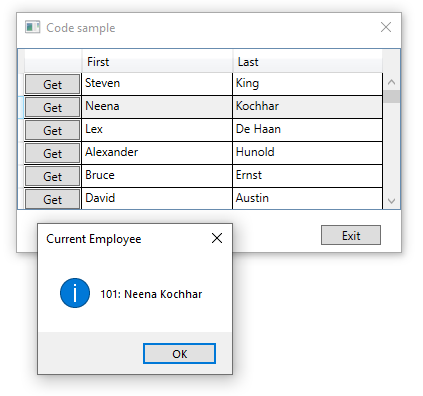 Code sample
First Last
Get Steven King
Get Neena Kochhar
Get Lex De Haan
Get Alexander Hunold
Get Bruce Ernst
Get David Austin
Exit
Current Employee
101: Neena Kochhar
OK